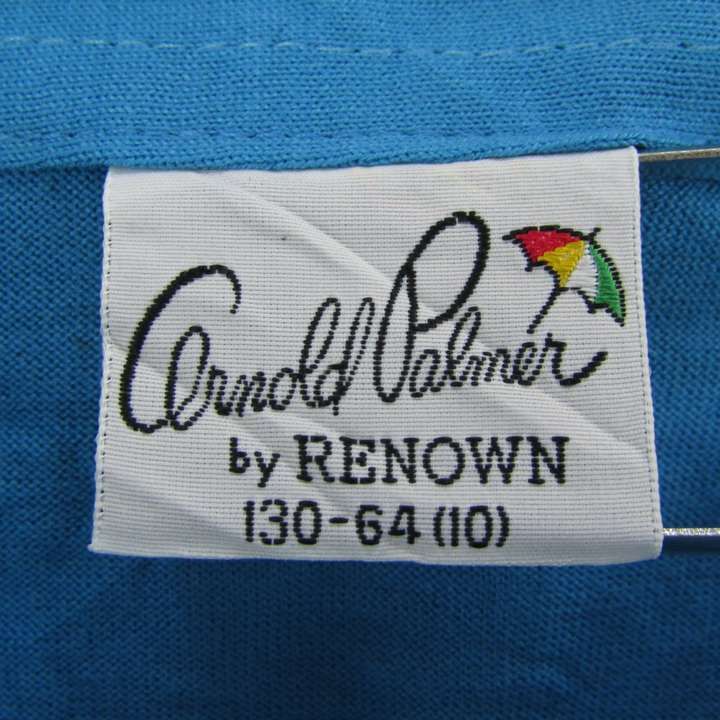 Arnold Palmer
by RENOWN
130-64 (10)